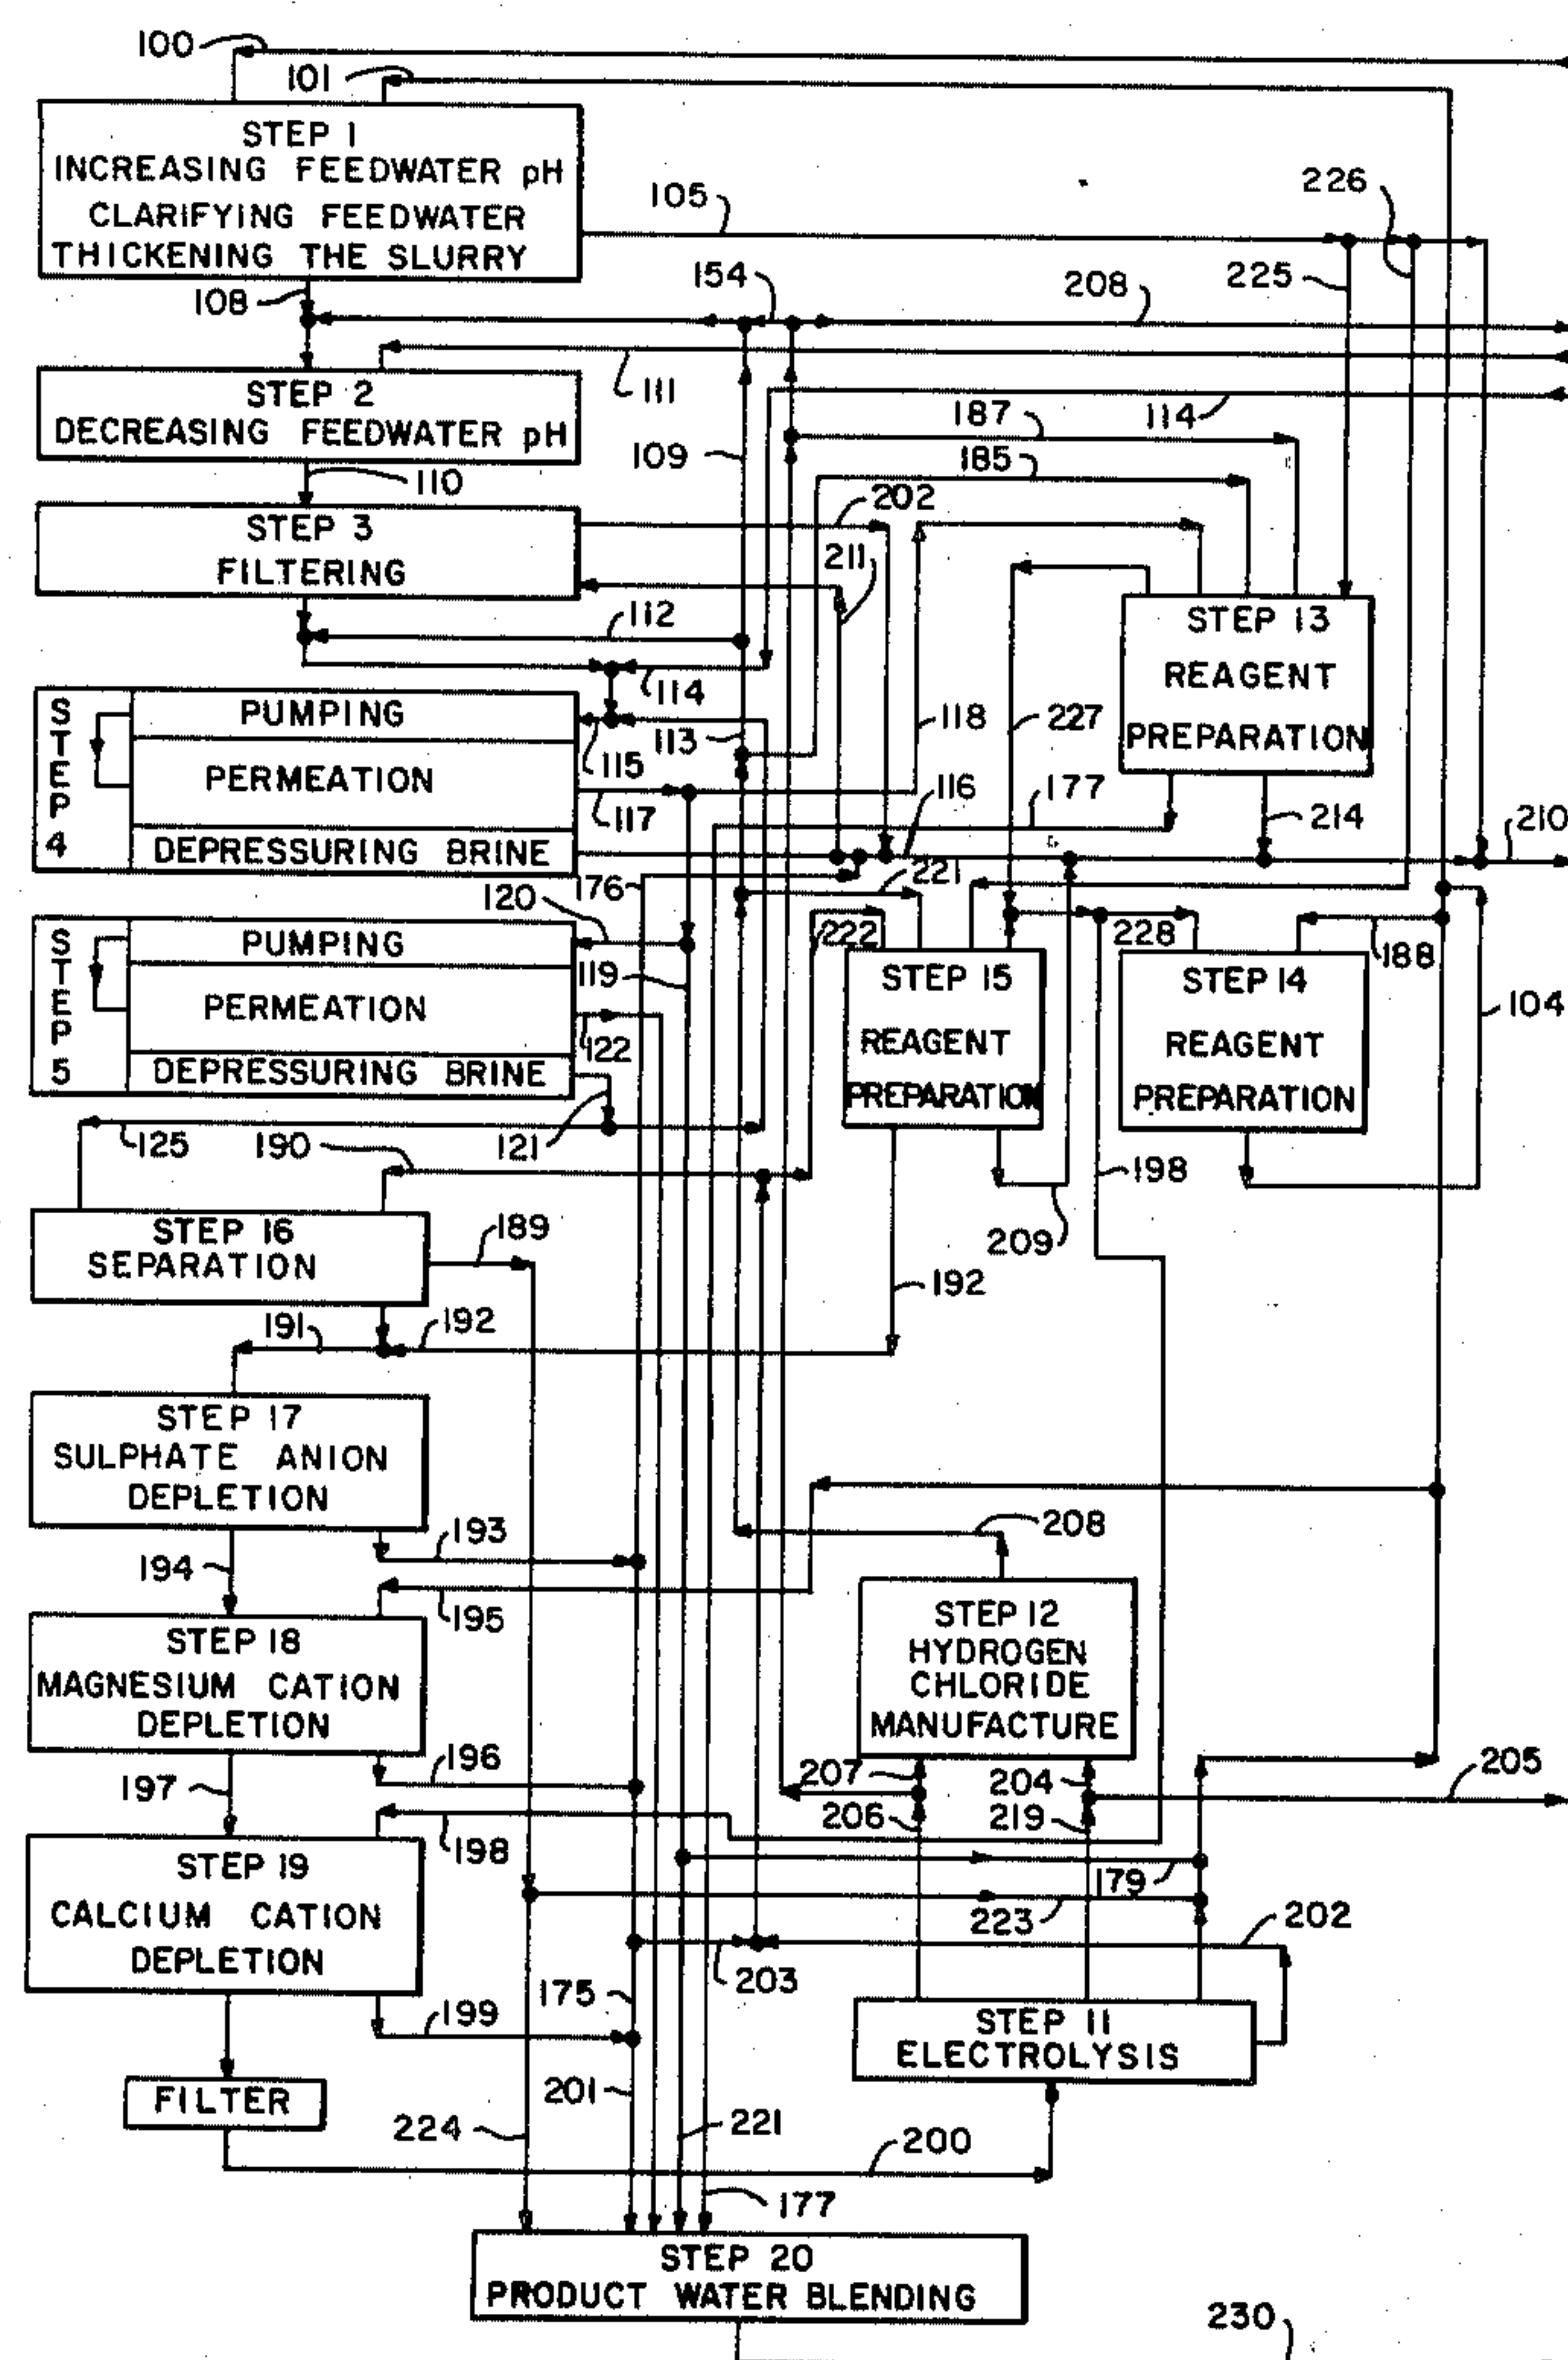 100
101
STEP 1
INCREASING FEEDWATER pH
CLARIFYING FEEDWATER
THICKENING THE SLURRY
105
226
225
108
154
208
111
114
STEP 2
DECREASING FEEDWATER pH
110
109
187
185
202
211
STEP 3
FILTERING
112
114
STEP 13
REAGENT
PREPARATION
STEP 4
PUMPING
PERMEATION
DEPRESSURING BRINE
113
115
117
118
227
116
177
214
210
176
221
120
119
222
228
188
104
STEP 5
PUMPING
PERMEATION
DEPRESSURING BRINE
122
121
STEP 15
REAGENT
PREPARATION
STEP 14
REAGENT
PREPARATION
125
190
198
209
STEP 16
SEPARATION
189
191
192
192
STEP 17
SULPHATE ANION
DEPLETION
193
194
195
208
STEP 18
MAGNESIUM CATION
DEPLETION
STEP 12
HYDROGEN
CHLORIDE
MANUFACTURE
196
197
198
207
204
205
206
219
179
STEP 19
CALCIUM CATION
DEPLETION
223
202
203
175
199
STEP 11
ELECTROLYSIS
FILTER
201
224
221
200
177
STEP 20
PRODUCT WATER BLENDING
230